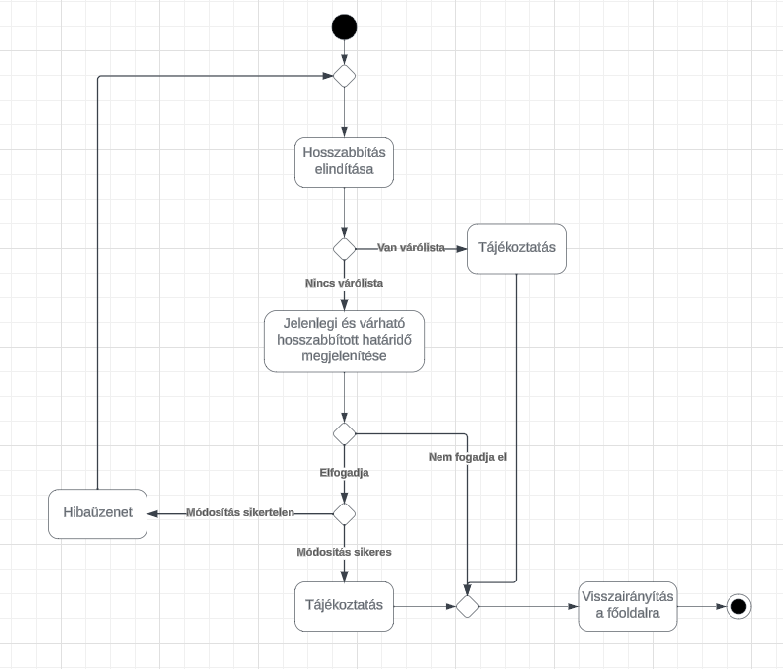 Hosszabbítás
elindítása
Van várólista
Tájékoztatás
Nincs várólista
Jelenlegi és várható
hosszabbított határidő
megjelenítése
Nem fogadja el
Elfogadja
Hibaüzenet
Módosítás sikertelen
Módosítás sikeres
Tájékoztatás
Visszairányítás
a főoldalra